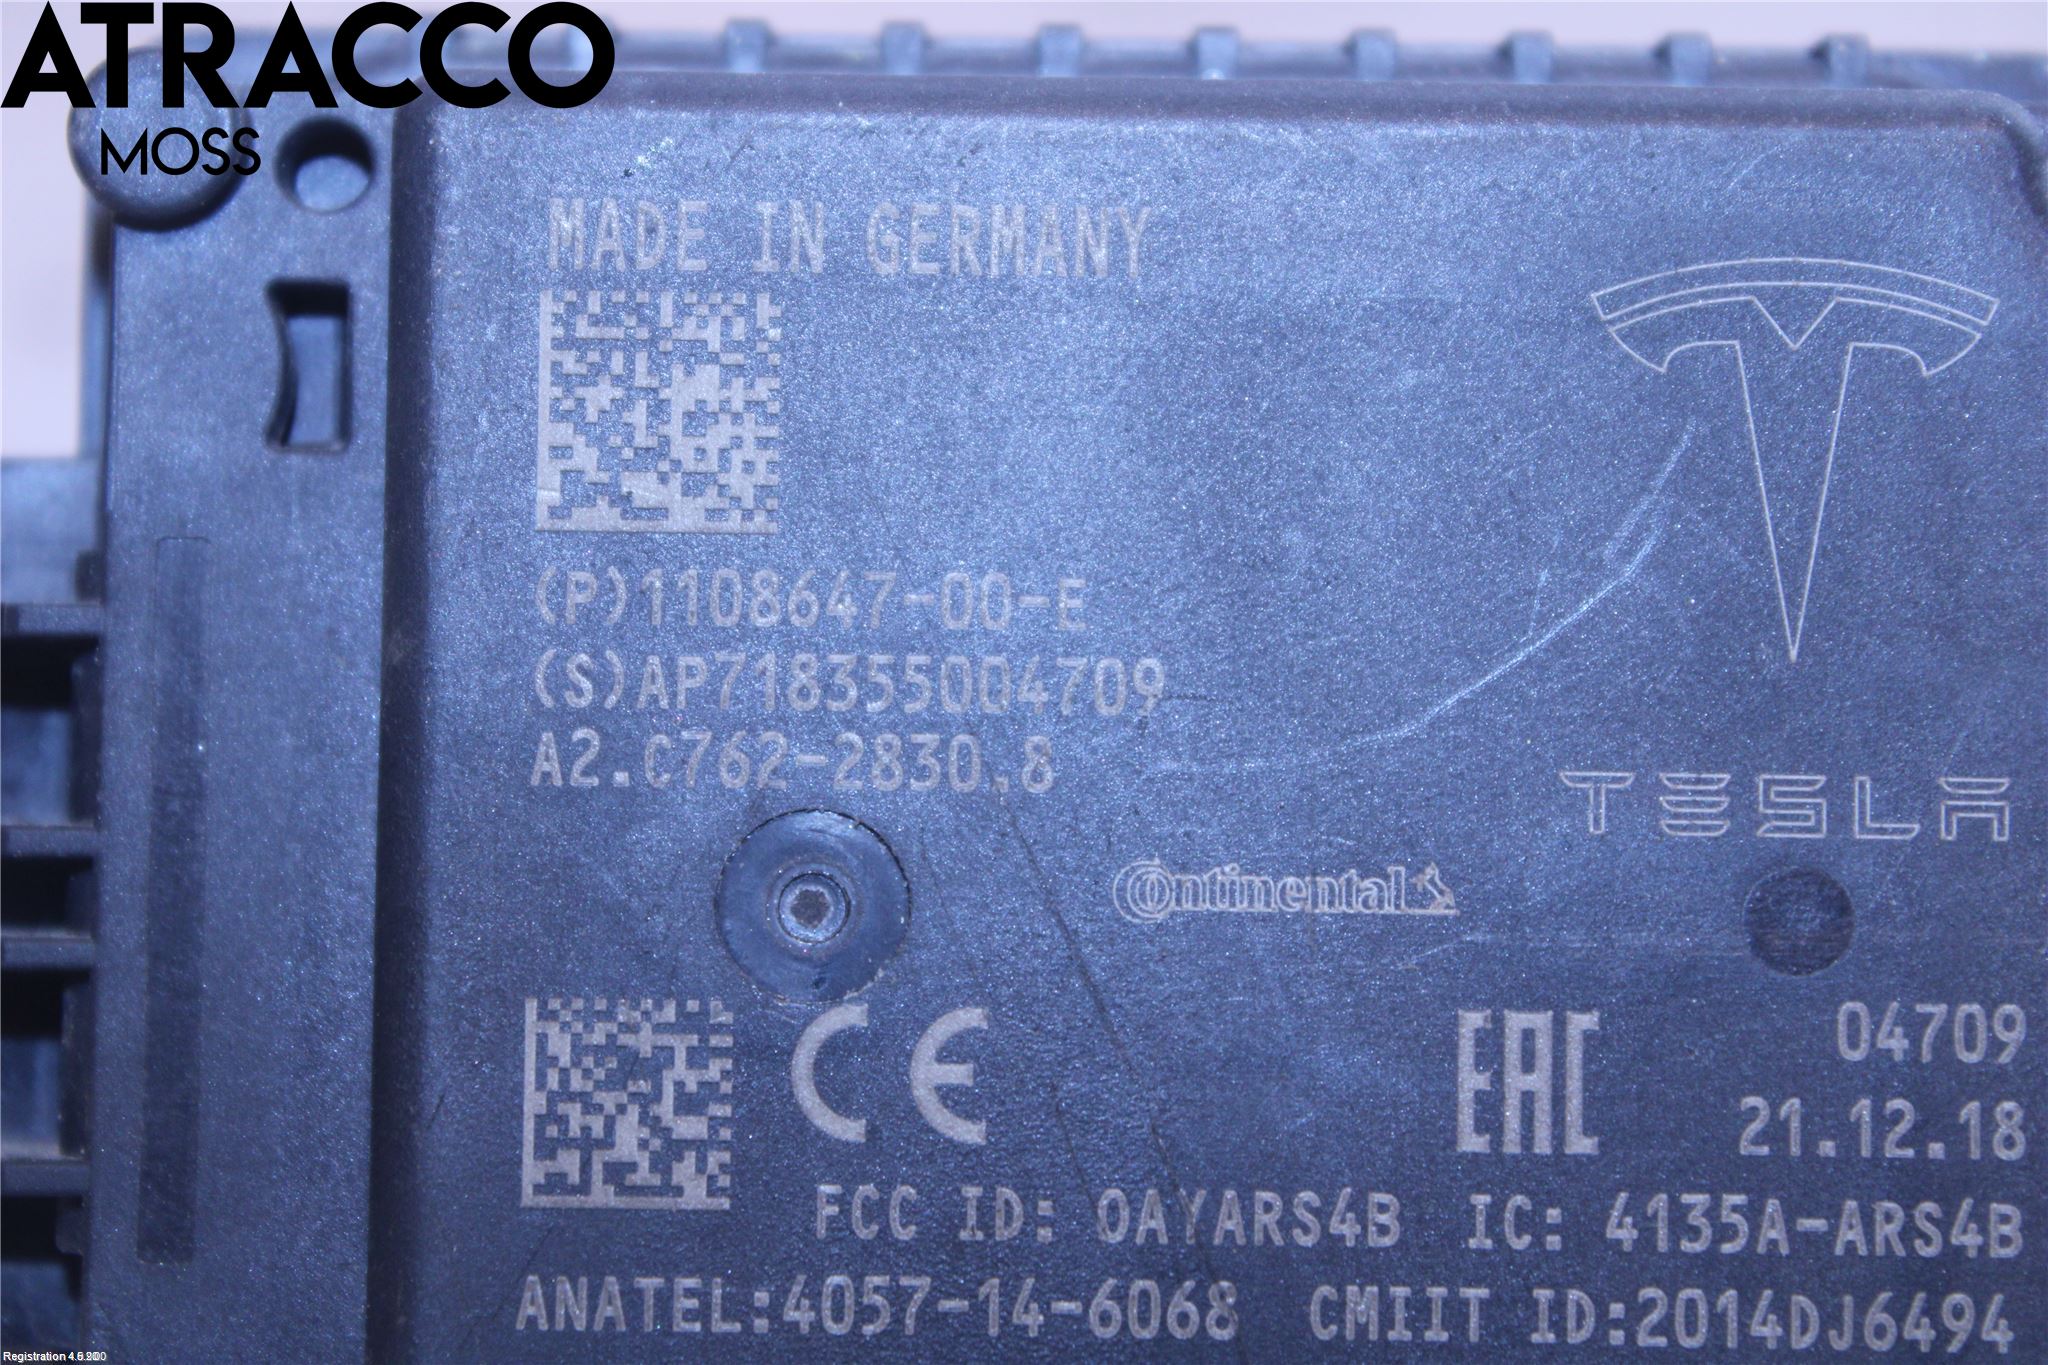 ATRACCO
MOSS
MADE IN GERMANY
(P)1108647-00-E
(S)AP718355004709
A2.C762-2830.8
TESLA
Continental
CE
EAC
04709
21.12.18
FCC ID: OAYARS4B IC: 4135A-ARS4B
ANATEL:4057-14-6068 CMIIT ID:2014DJ6494
Registration